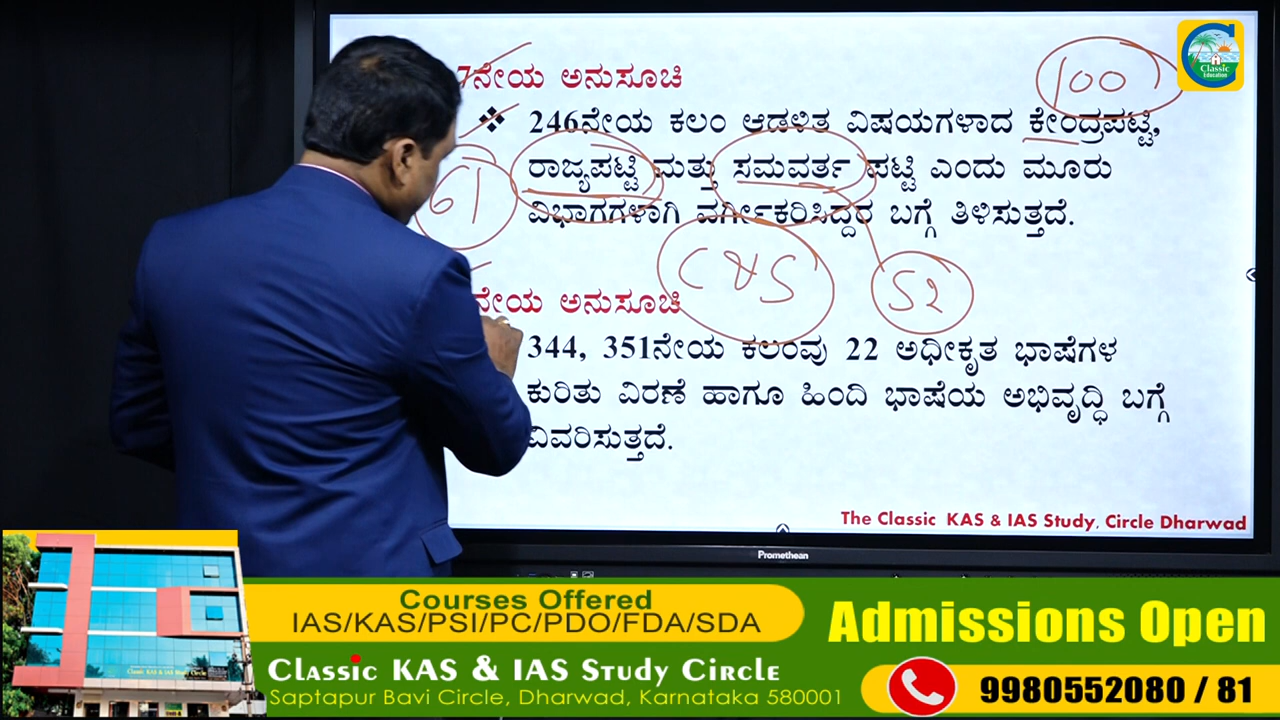 7ನೇಯ ಅನುಸೂಚಿ
100
Classic
Education
❖ 246ನೇಯ ಕಲಂ ಆಡಳಿತ ವಿಷಯಗಳಾದ ಕೇಂದ್ರಪಟ್ಟಿ,
ರಾಜ್ಯಪಟ್ಟಿ ಮತ್ತು ಸಮವರ್ತ ಪಟ್ಟಿ ಎಂದು ಮೂರು
61
ವಿಭಾಗಗಳಾಗಿ ವರ್ಗೀಕರಿಸಿದ್ದರ ಬಗ್ಗೆ ತಿಳಿಸುತ್ತದೆ.
52
ನೇಯ ಅನುಸೂಚಿ
344, 351ನೇಯ ಕಲಂವು 22 ಅಧೀಕೃತ ಭಾಷೆಗಳ
ಕುರಿತು ವಿರಣೆ ಹಾಗೂ ಹಿಂದಿ ಭಾಷೆಯ ಅಭಿವೃದ್ಧಿ ಬಗ್ಗೆ
ವಿವರಿಸುತ್ತದೆ.
The Classic KAS & IAS Study, Circle Dharwad
Promethean
Courses Offered
IAS/KAS/PSI/PC/PDO/FDA/SDA
Admissions Open
Classic KAS & IAS Study Circle
Saptapur Bavi Circle, Dharwad, Karnataka 580001
9980552080 / 81